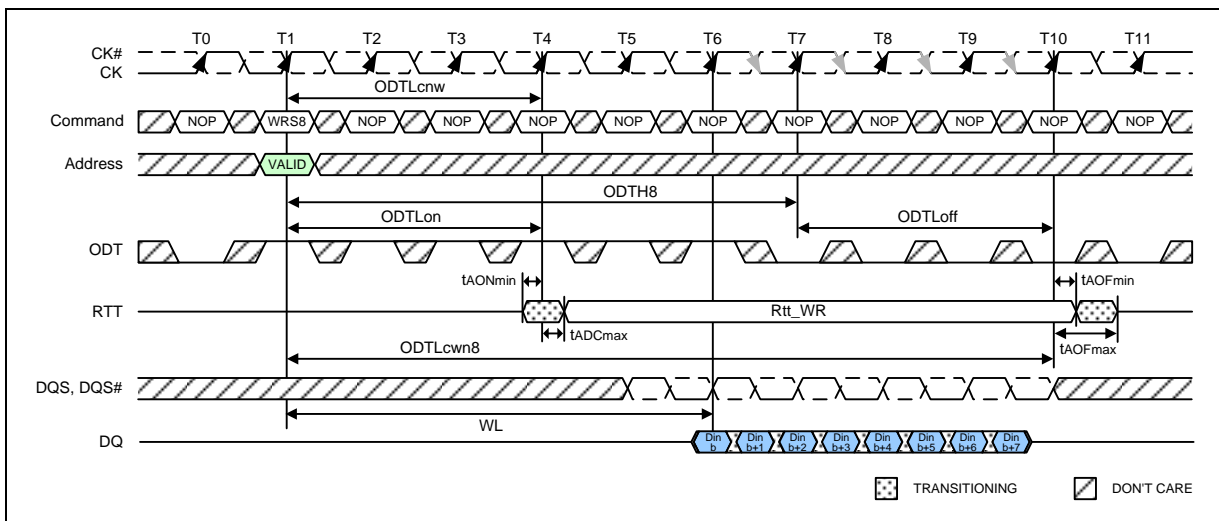 T0 T1 T2 T3 T4 T5 T6 T7 T8 T9 T10 T11
CK#
CK
ODTLcnw
Command NOP WRS8 NOP NOP NOP NOP NOP NOP NOP NOP NOP NOP
Address VALID
ODTH8
ODTLon ODTLoff
ODT
tAONmin tAOFmin
RTT Rtt_WR
tADCmax
ODTLcwn8 tAOFmax
DQS, DQS#
WL
DQ Din b Din b+1 Din b+2 Din b+3 Din b+4 Din b+5 Din b+6 Din b+7
TRANSITIONING DON'T CARE